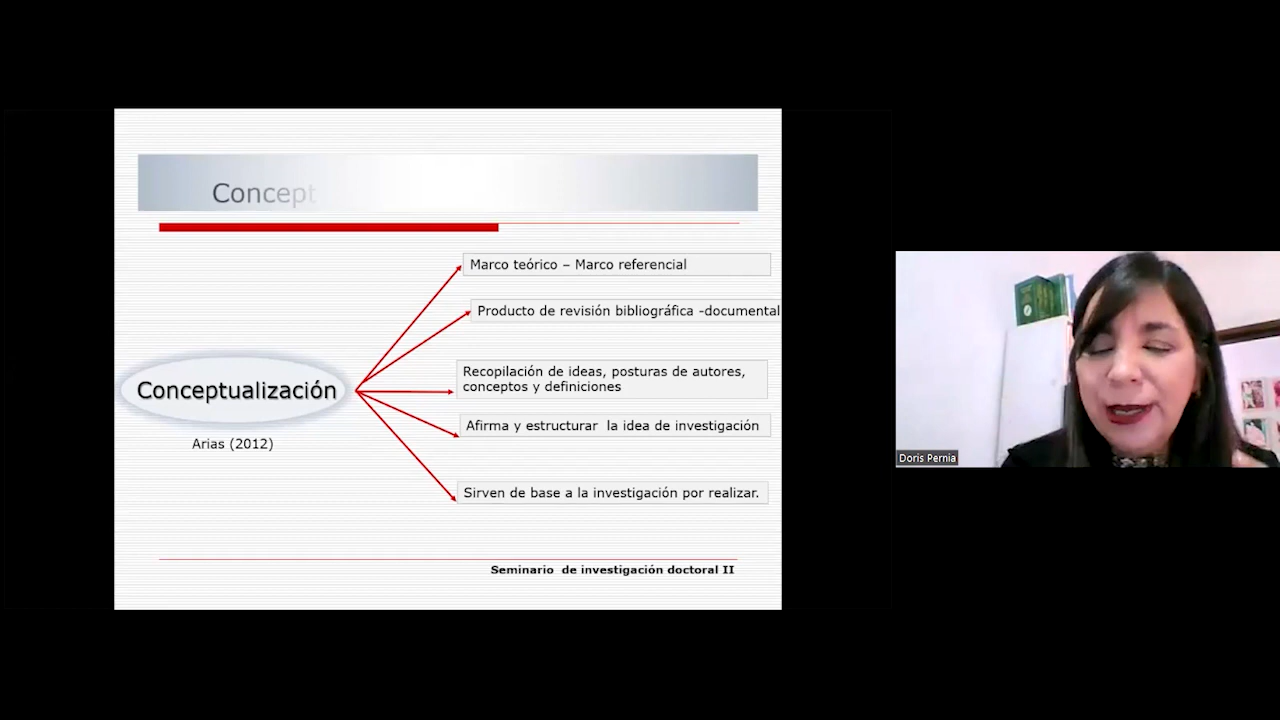 Concept
Marco teórico – Marco referencial
Producto de revisión bibliográfica -documental
Recopilación de ideas, posturas de autores,
conceptos y definiciones
Conceptualización
Afirma y estructurar  la idea de investigación
Arias (2012)
Sirven de base a la investigación por realizar.
Seminario  de investigación doctoral II
Doris Pernia